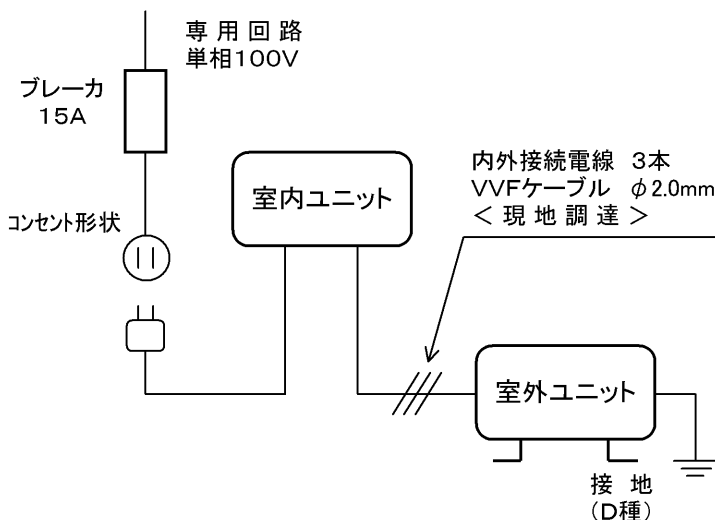 専用回路
単相100V
ブレーカ
15A
コンセント形状
室内ユニット
内外接続電線 3本
VVFケーブル φ2.0mm
＜現地調達＞
室外ユニット
接地
(D種)